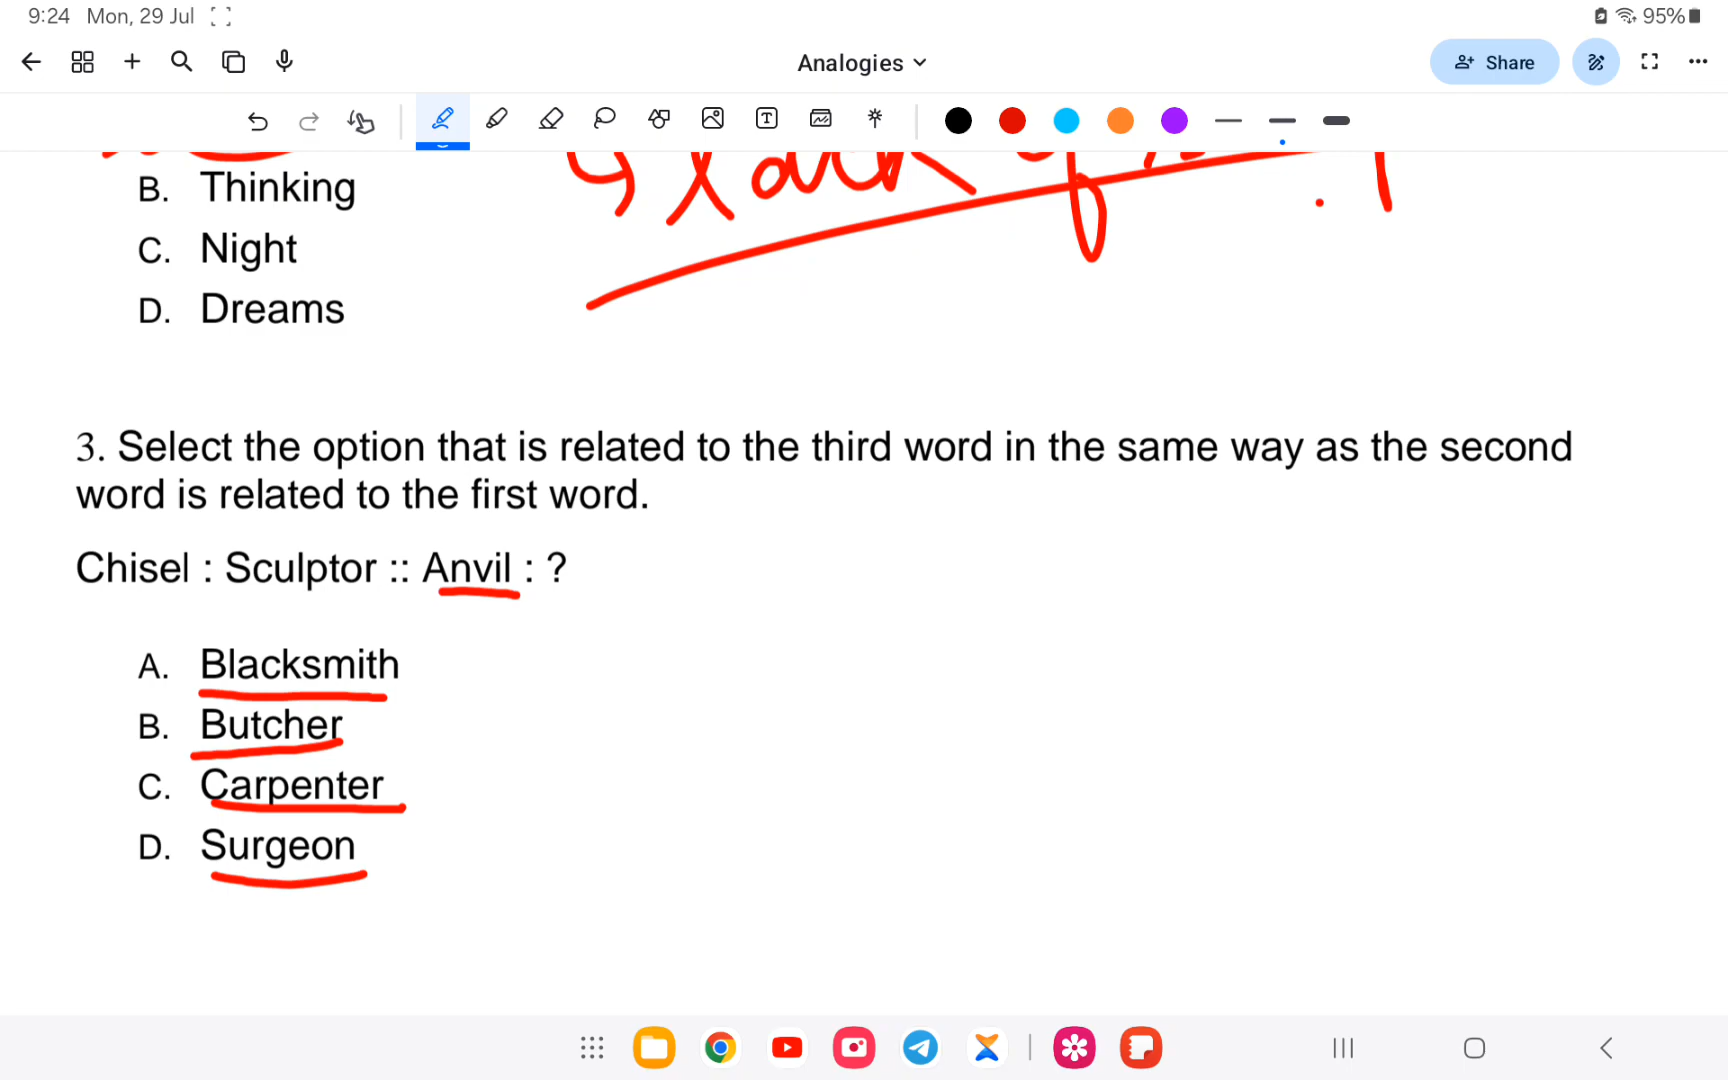 9:24 Mon, 29 Jul
95%
Analogies
Share
lack of
B. Thinking
C. Night
D. Dreams
3. Select the option that is related to the third word in the same way as the second
word is related to the first word.
Chisel : Sculptor :: Anvil : ?
A. Blacksmith
B. Butcher
C. Carpenter
D. Surgeon